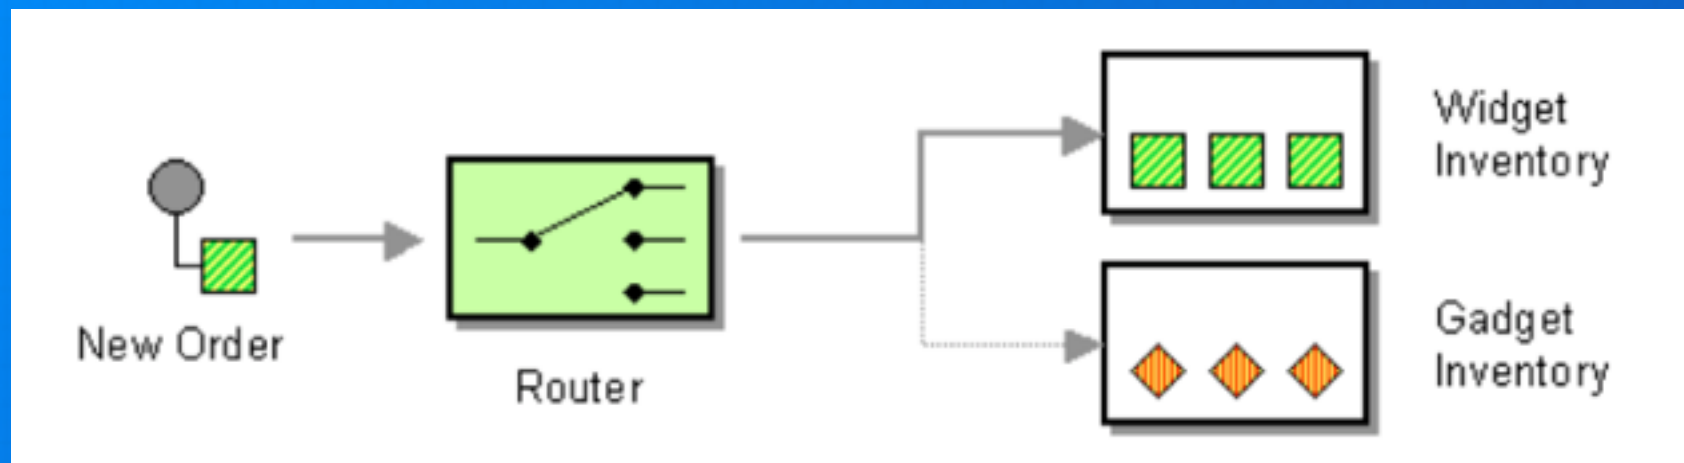 New Order
Router
Widget
Inventory
Gadget
Inventory